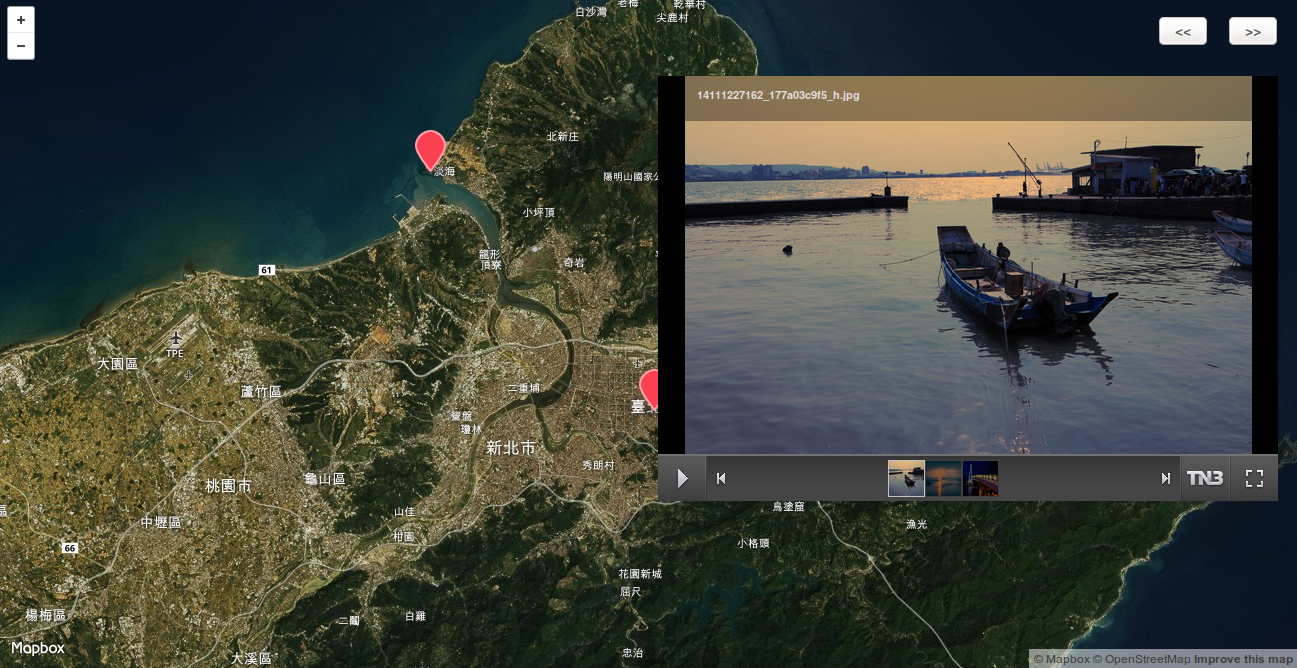 +
−
<<
>>
老梅
乾華村
白沙灣
尖鹿村
14111227162_177a03c9f5_h.jpg
北新庄
淡海
陽明山國家公
小坪頂
龍形
頂寮
奇岩
61
TPE
大園區
蘆竹區
二重埔
臺
瓊林
新北市
秀朗村
龜山區
桃園市
TN3
烏塗窟
山佳
中壢區
漁光
柑園
小格頭
66
花園新城
屈尺
楊梅區
白雞
二鬮
忠治
大溪區
Mapbox
© Mapbox © OpenStreetMap Improve this map